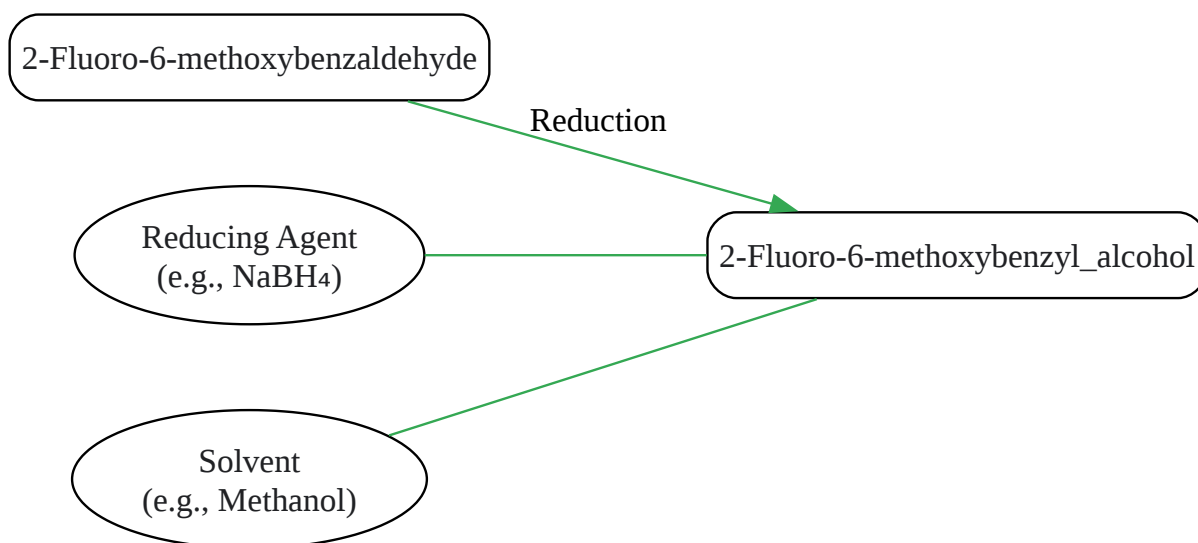 2-Fluoro-6-methoxybenzaldehyde
Reduction
Reducing Agent
(e.g., NaBH₄)
2-Fluoro-6-methoxybenzyl_alcohol
Solvent
(e.g., Methanol)